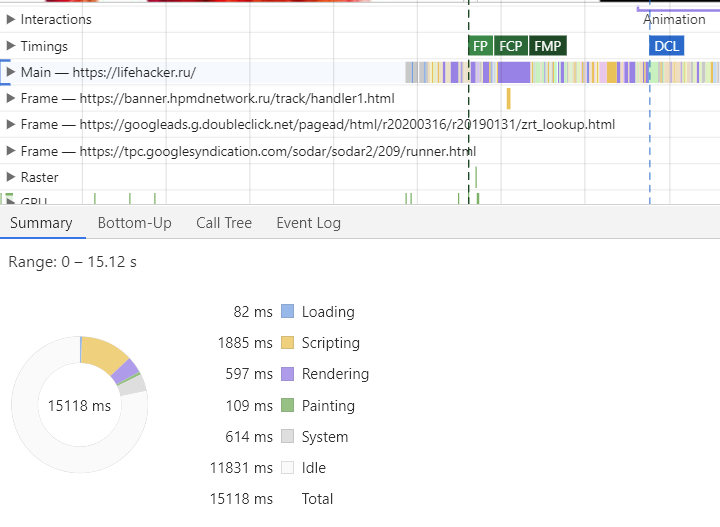 Interactions
Animation
Timings
FP FCP FMP DCL
Main — https://lifehacker.ru/
Frame — https://banner.hpmdnetwork.ru/track/handler1.html
Frame — https://googleads.g.doubleclick.net/pagead/html/r20200316/r20190131/zrt_lookup.html
Frame — https://tpc.googlesyndication.com/sodar/sodar2/209/runner.html
Raster
GPU
Summary Bottom-Up Call Tree Event Log
Range: 0 – 15.12 s
82 ms Loading
1885 ms Scripting
597 ms Rendering
15118 ms
109 ms Painting
614 ms System
11831 ms Idle
15118 ms Total